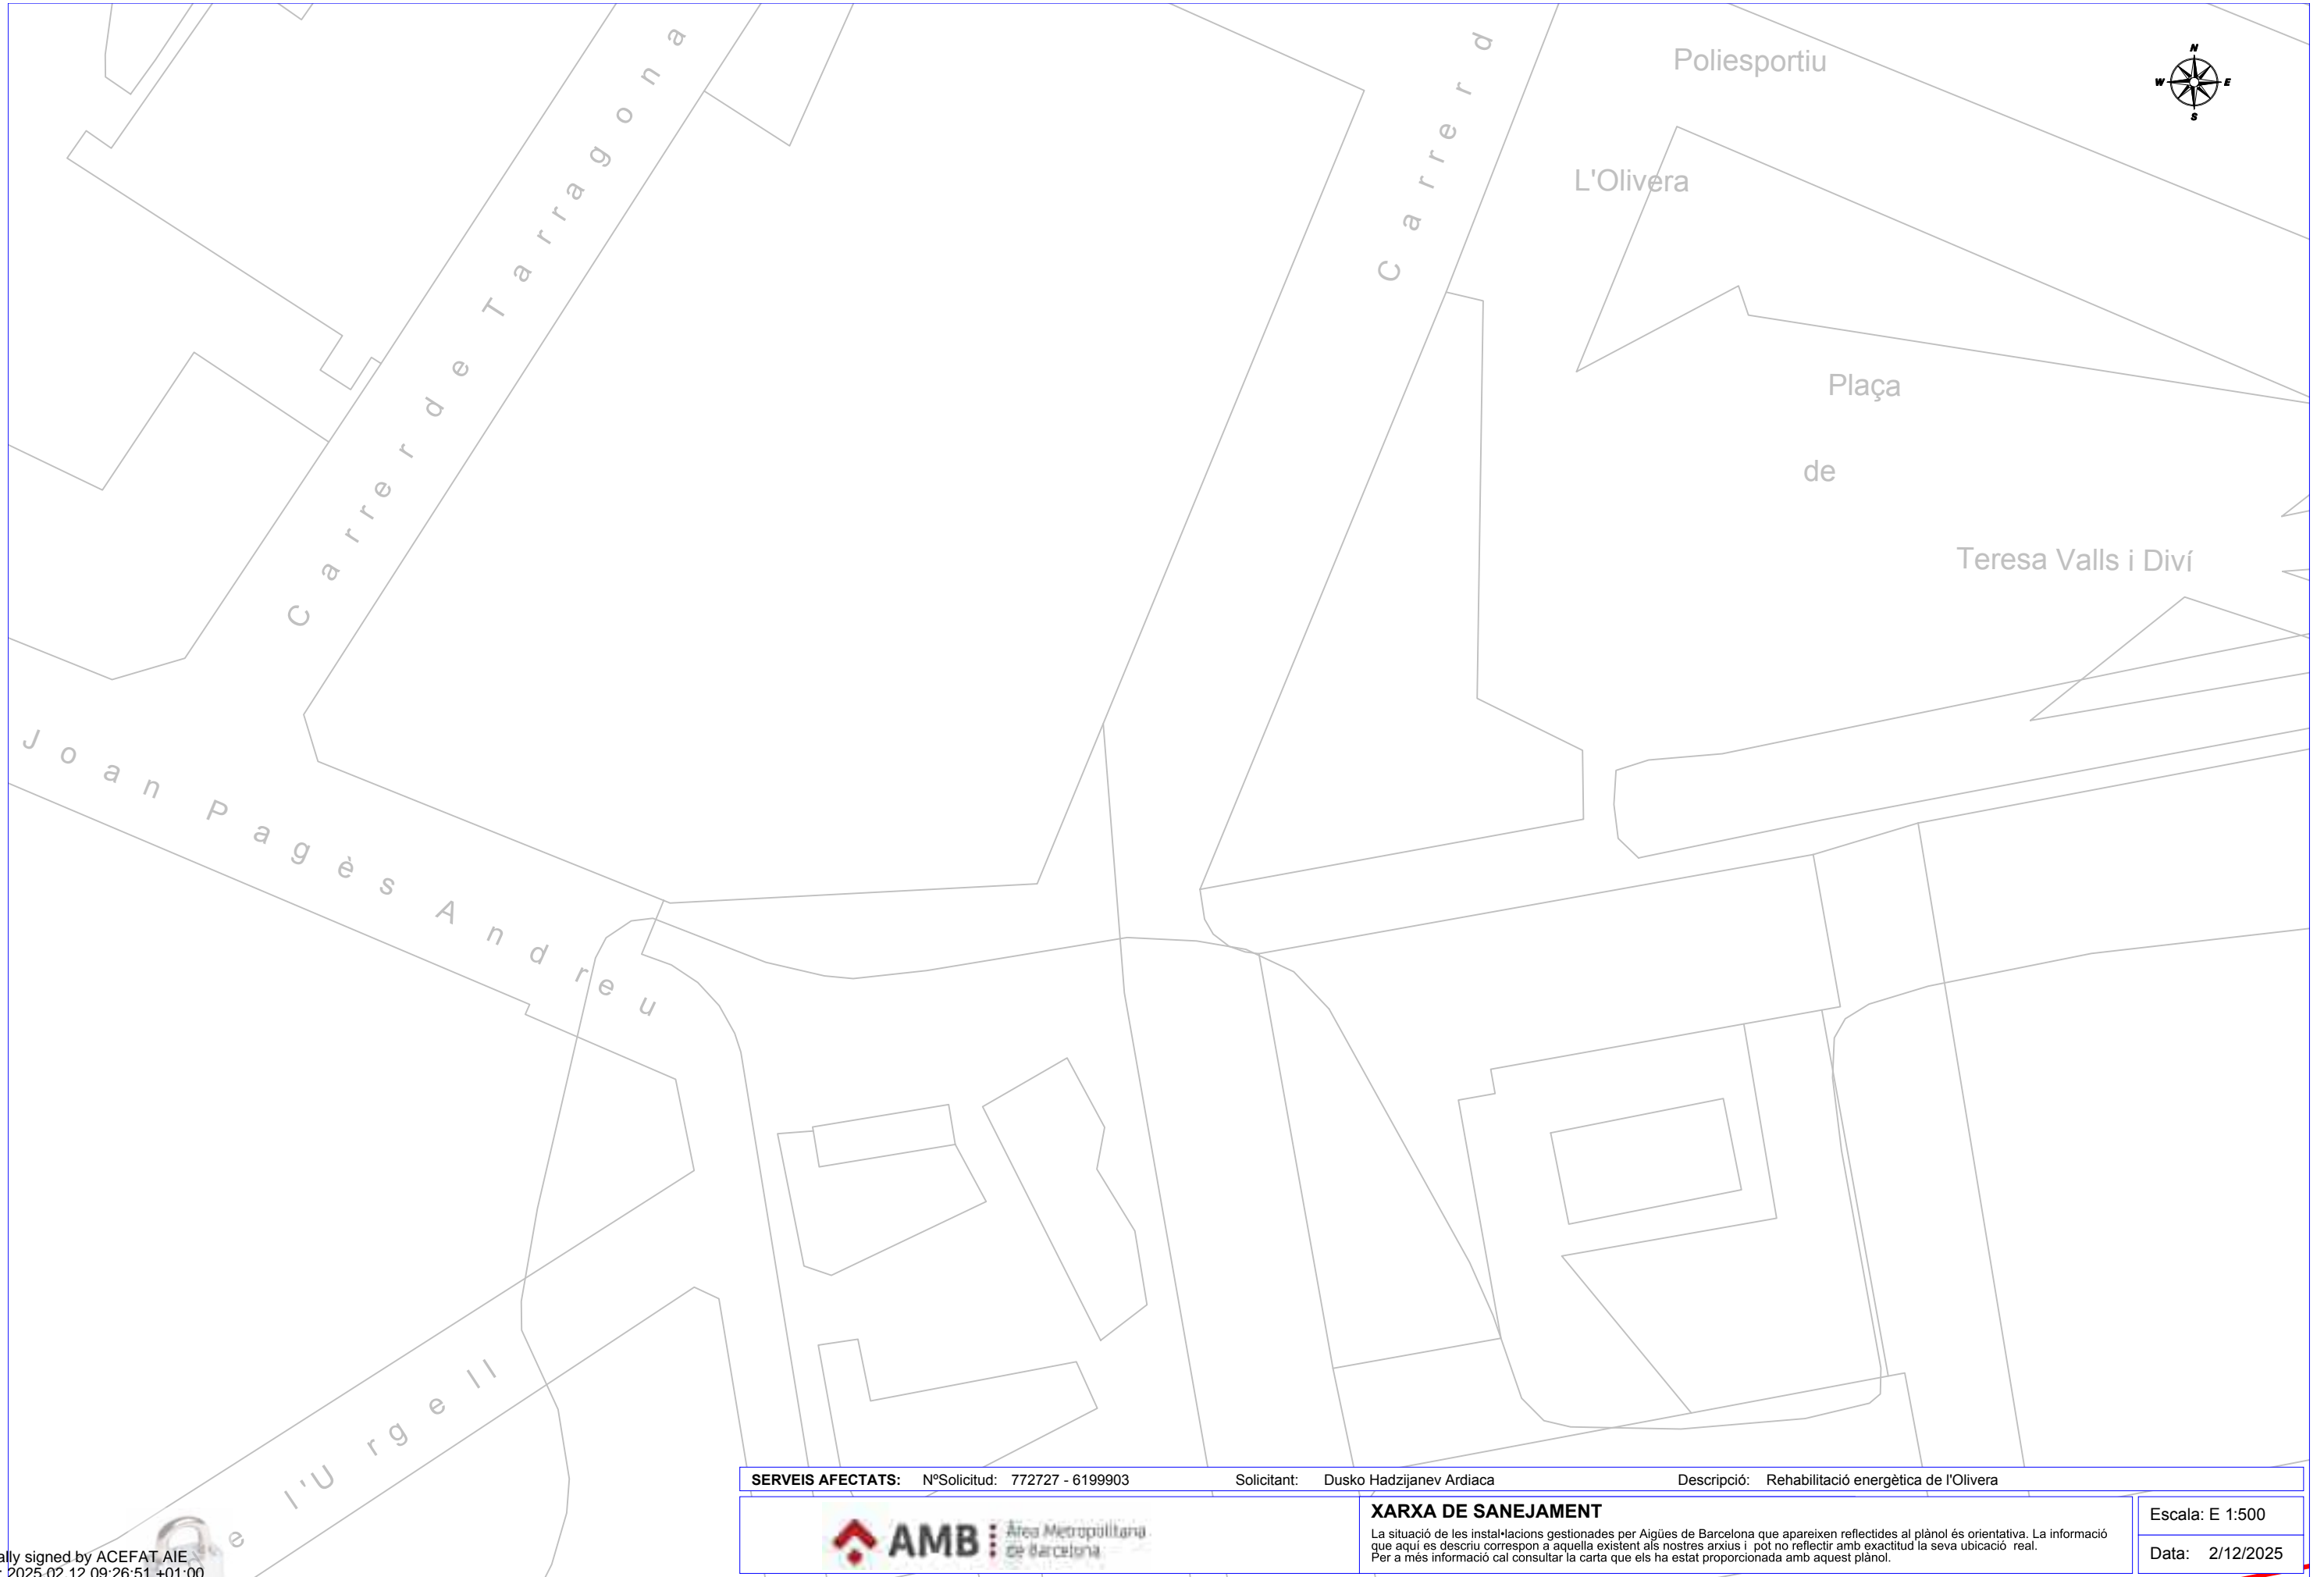 Carrer de Tarragona
Carrer d
Poliesportiu
L'Olivera
N
W E
S
Plaça
de
Teresa Valls i Diví
Joan Pagès Andreu
e l'Urgell
SERVEIS AFECTATS: NºSolicitud: 772727 - 6199903 Solicitant: Dusko Hadzijanev Ardiaca Descripció: Rehabilitació energètica de l'Olivera
AMB Àrea Metropolitana
de Barcelona
XARXA DE SANEJAMENT
La situació de les instal•lacions gestionades per Aigües de Barcelona que apareixen reflectides al plànol és orientativa. La informació
que aquí es descriu correspon a aquella existent als nostres arxius i pot no reflectir amb exactitud la seva ubicació real.
Per a més informació cal consultar la carta que els ha estat proporcionada amb aquest plànol.
Escala: E 1:500
Data: 2/12/2025
ally signed by ACEFAT AIE
: 2025.02.12 09:26:51 +01:00